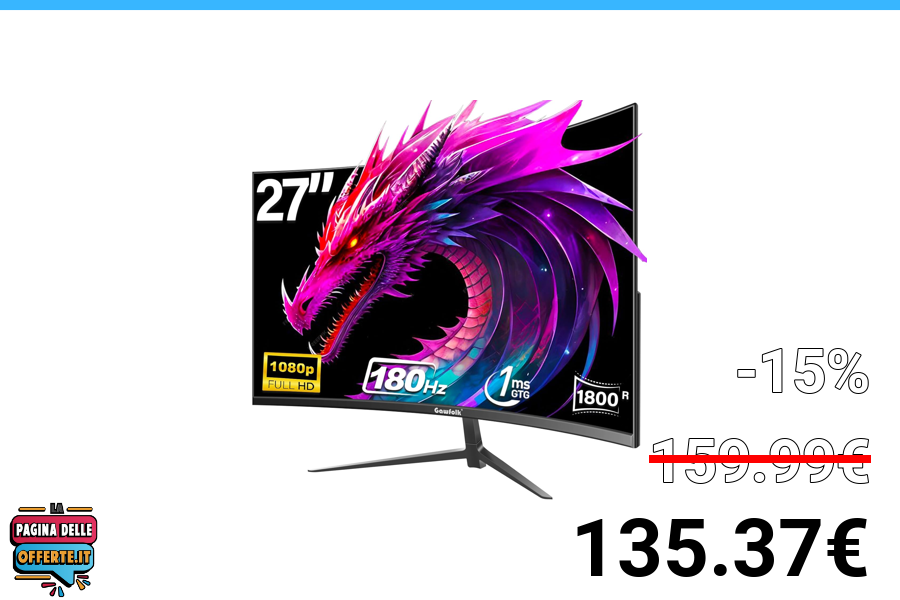 27"
1080p
FULL HD
180Hz
1ms
GTG
1800R
Gawfolk
-15%
159.99€
135.37€
LA
PAGINA DELLE
OFFERTE.IT